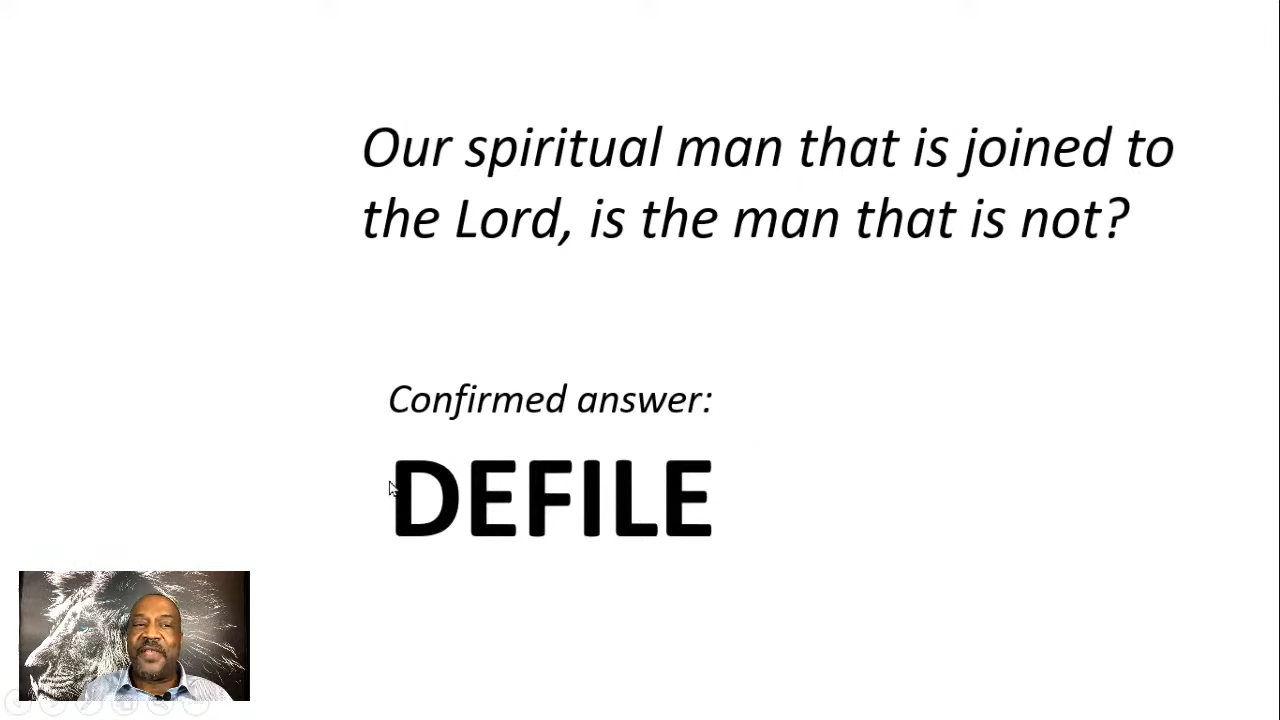 Our spiritual man that is joined to
the Lord, is the man that is not?
Confirmed answer:
DEFILE